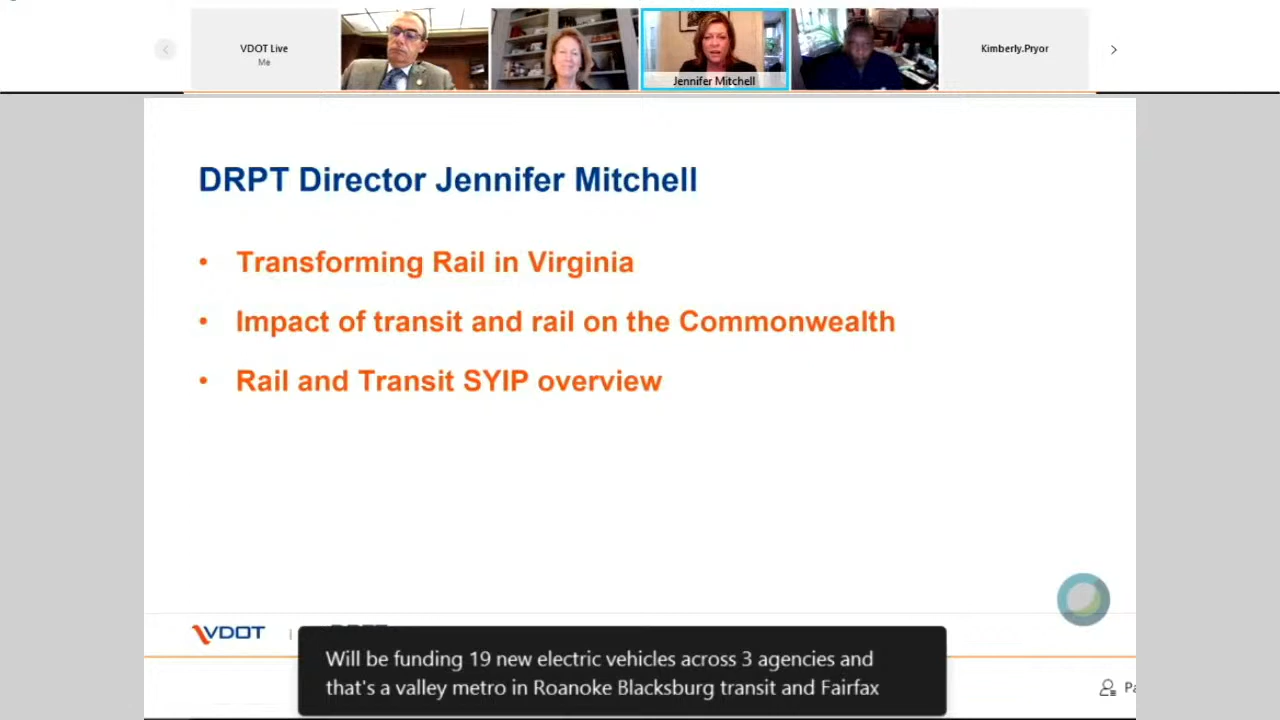 VDOT Live
Me
Jennifer Mitchell
Kimberly.Pryor
DRPT Director Jennifer Mitchell
• Transforming Rail in Virginia
• Impact of transit and rail on the Commonwealth
• Rail and Transit SYIP overview
VDOT
Will be funding 19 new electric vehicles across 3 agencies and
that's a valley metro in Roanoke Blacksburg transit and Fairfax